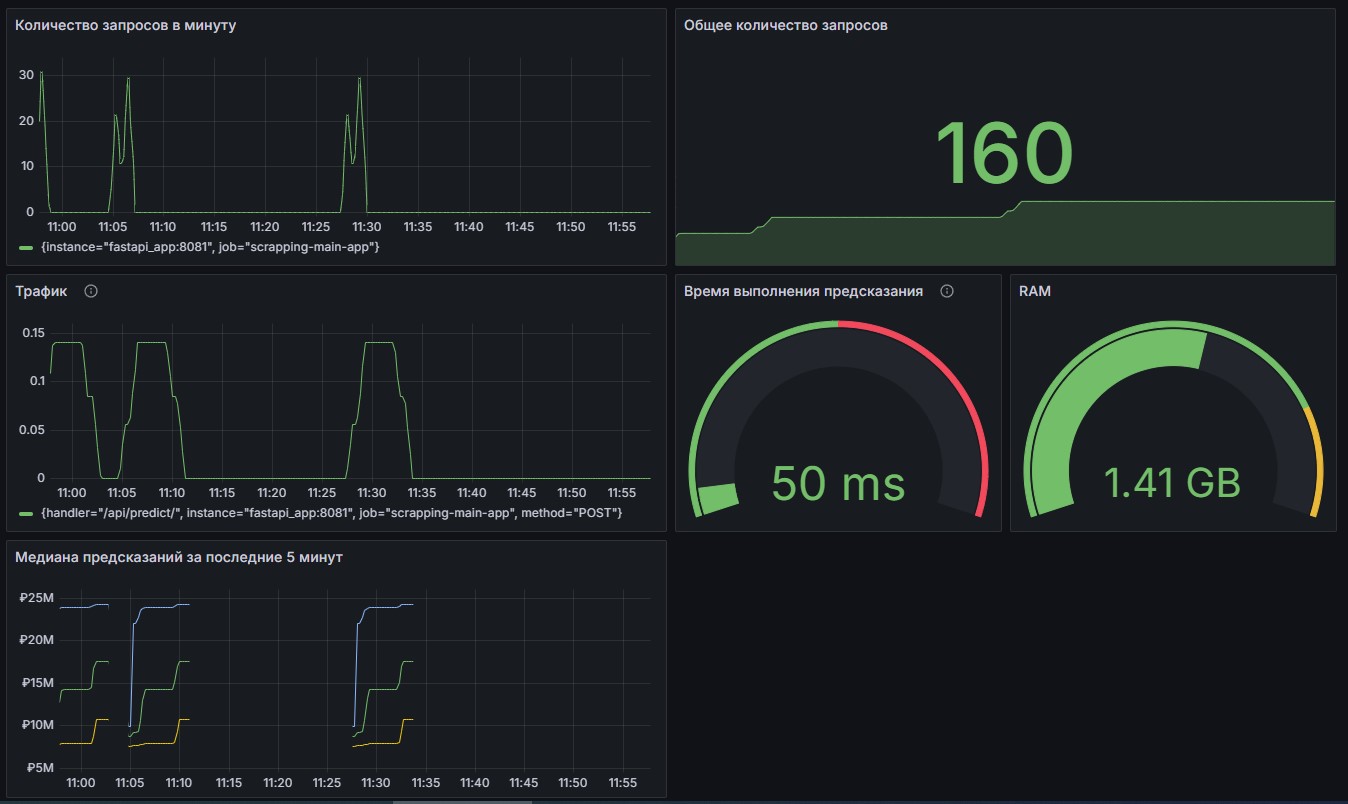 Количество запросов в минуту
30
20
10
0
11:00 11:05 11:10 11:15 11:20 11:25 11:30 11:35 11:40 11:45 11:50 11:55
{instance="fastapi_app:8081", job="scrapping-main-app"}
Общее количество запросов
160
Трафик
0.15
0.1
0.05
0
11:00 11:05 11:10 11:15 11:20 11:25 11:30 11:35 11:40 11:45 11:50 11:55
{handler="/api/predict/", instance="fastapi_app:8081", job="scrapping-main-app", method="POST"}
Время выполнения предсказания
50 ms
RAM
1.41 GB
Медиана предсказаний за последние 5 минут
₽25M
₽20M
₽15M
₽10M
₽5M
11:00 11:05 11:10 11:15 11:20 11:25 11:30 11:35 11:40 11:45 11:50 11:55